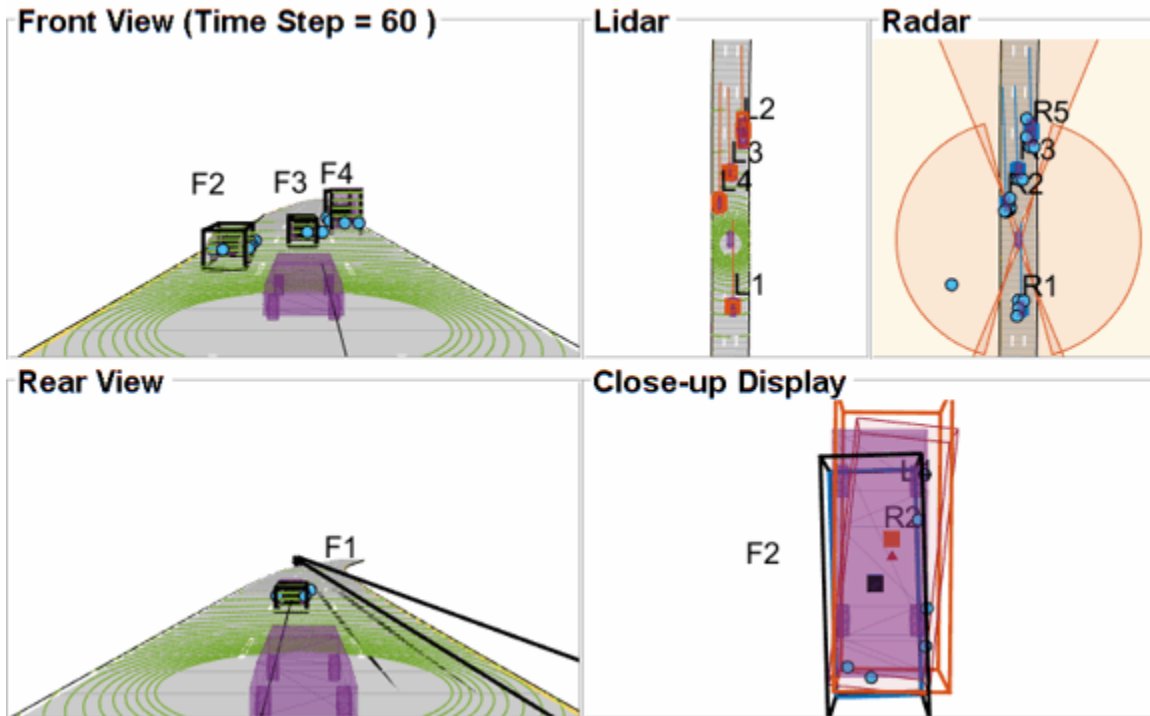 Front View (Time Step = 60 )
F2
F3
F4
Lidar
L2
L3
L4
L1
Radar
R5
R3
R2
R1
Rear View
F1
Close-up Display
L4
R2
F2